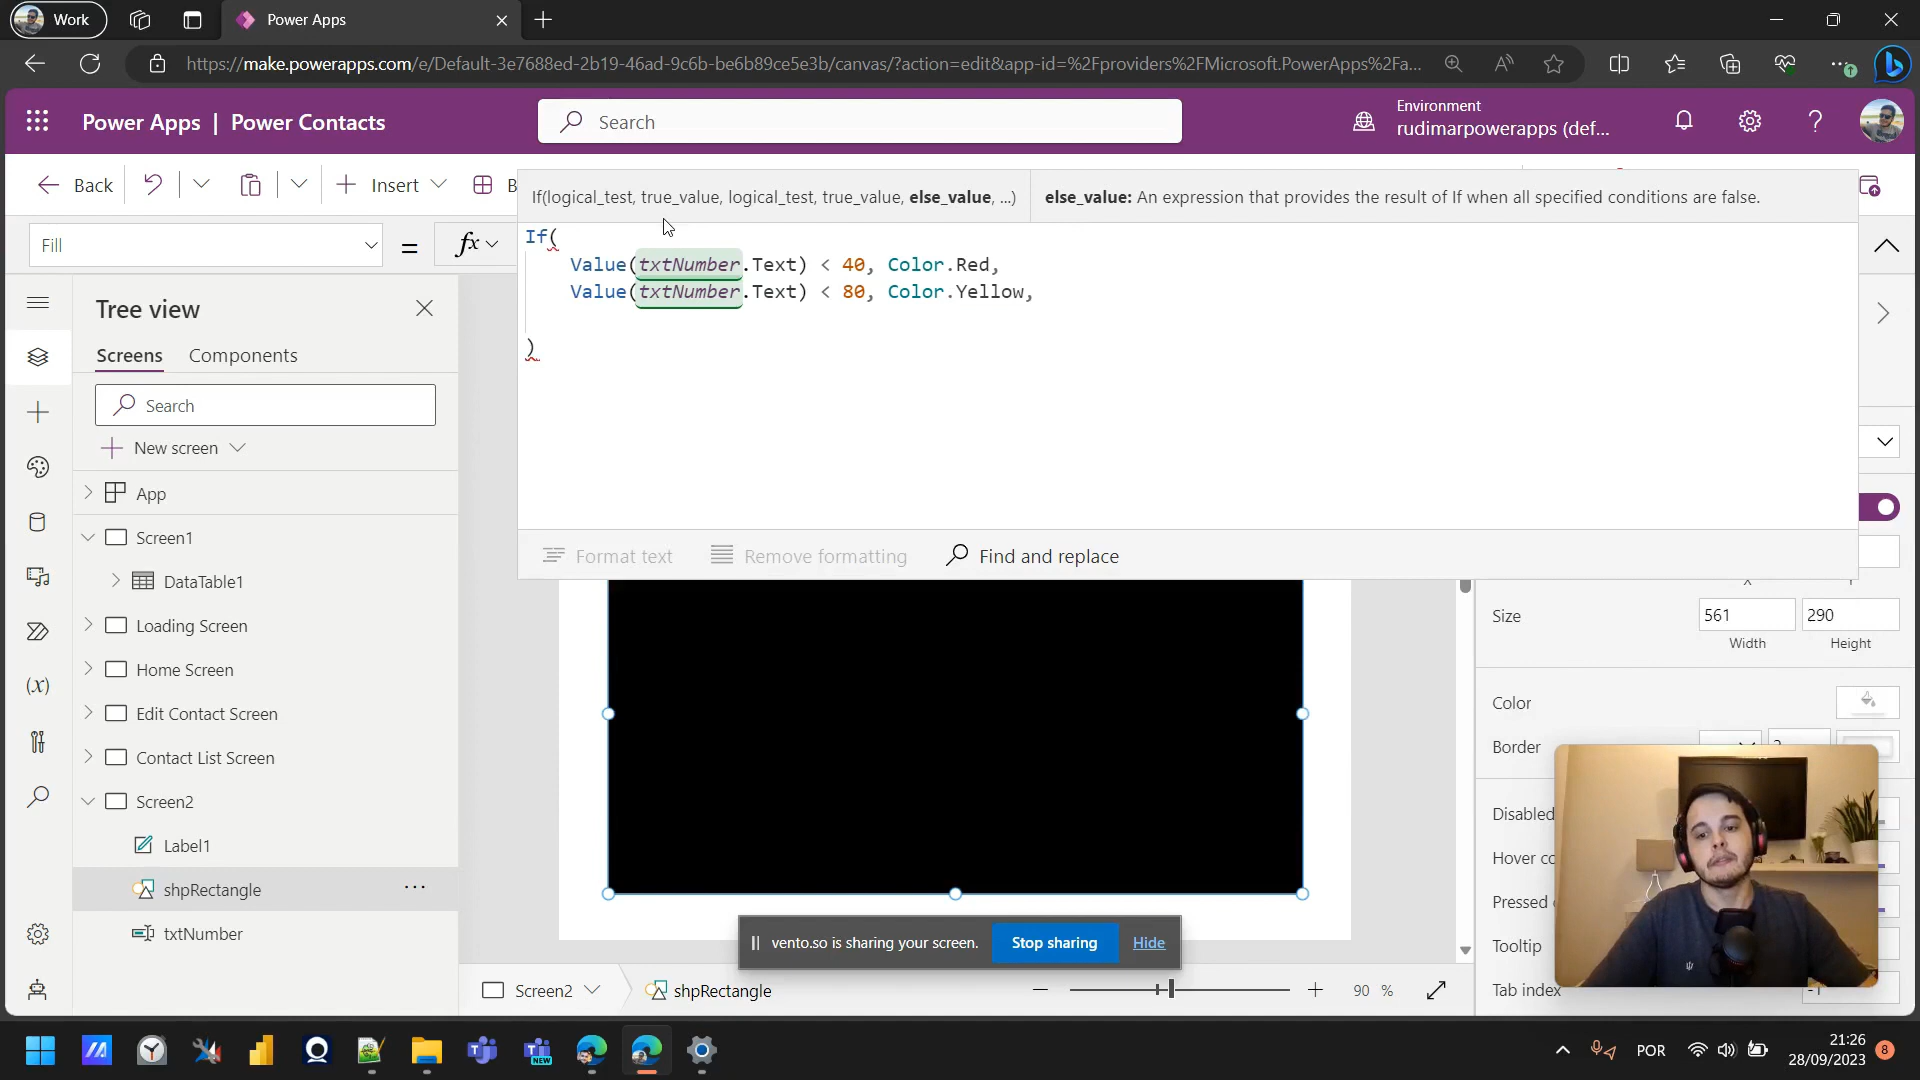 Work
Power Apps
https://make.powerapps.com/e/Default-3e7688ed-2b19-46ad-9c6b-be6b89ce5e3b/canvas/?action=edit&app-id=%2Fproviders%2FMicrosoft.PowerApps%2Fa...
Power Apps | Power Contacts
Search
Environment
rudimarpowerapps (def...
Back
Insert
B
If(logical_test, true_value, logical_test, true_value, else_value, ...)
else_value: An expression that provides the result of If when all specified conditions are false.
Fill
=
fx
If(
Value(txtNumber.Text) < 40, Color.Red,
Value(txtNumber.Text) < 80, Color.Yellow,
)
Tree view
Screens
Components
Search
New screen
App
Screen1
DataTable1
Loading Screen
Home Screen
Edit Contact Screen
Contact List Screen
Screen2
Label1
shpRectangle
txtNumber
(x)
Format text
Remove formatting
Find and replace
Size
561
290
Width
Height
Color
Border
Disabled
Hover co
Pressed
Tooltip
Tab index
-1
vento.so is sharing your screen.
Stop sharing
Hide
Screen2
shpRectangle
90 %
NEW
POR
21:26
28/09/2023
8